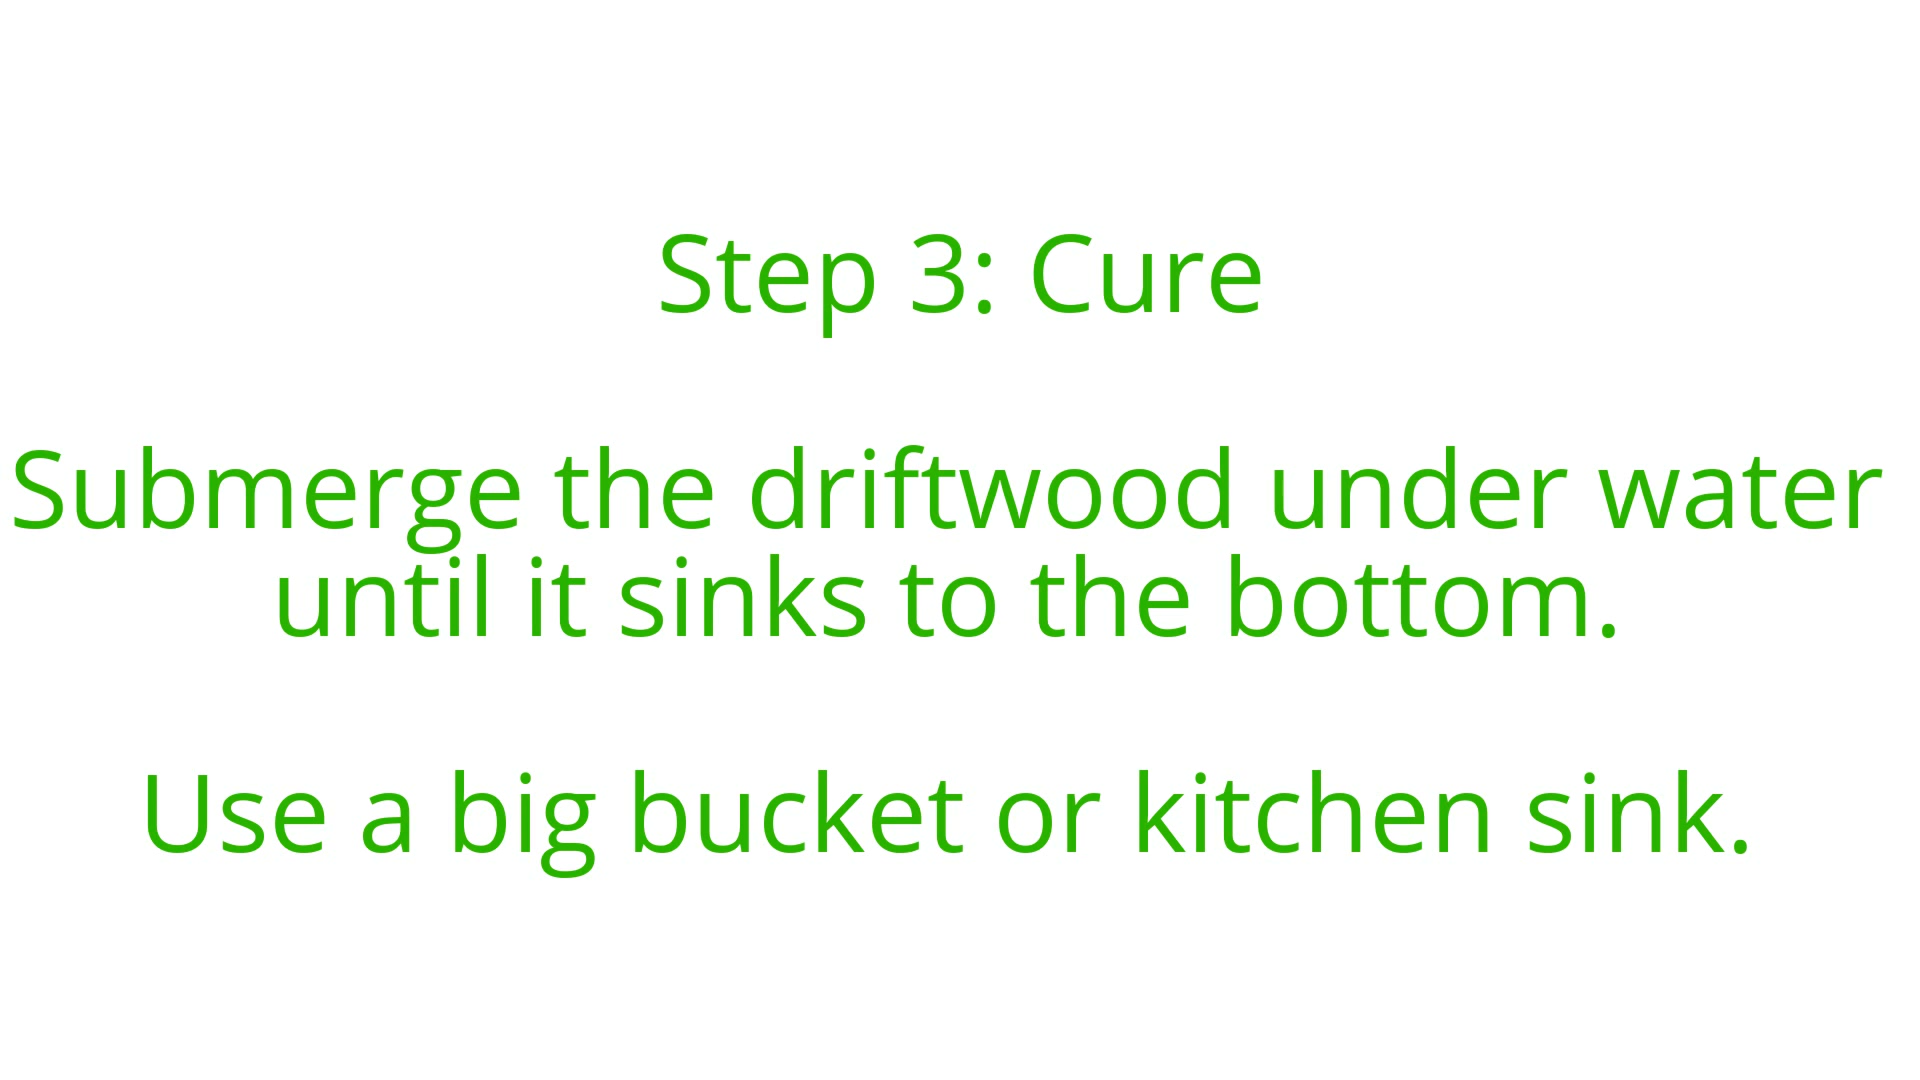 Step 3: Cure
Submerge the driftwood under water
until it sinks to the bottom.
Use a big bucket or kitchen sink.